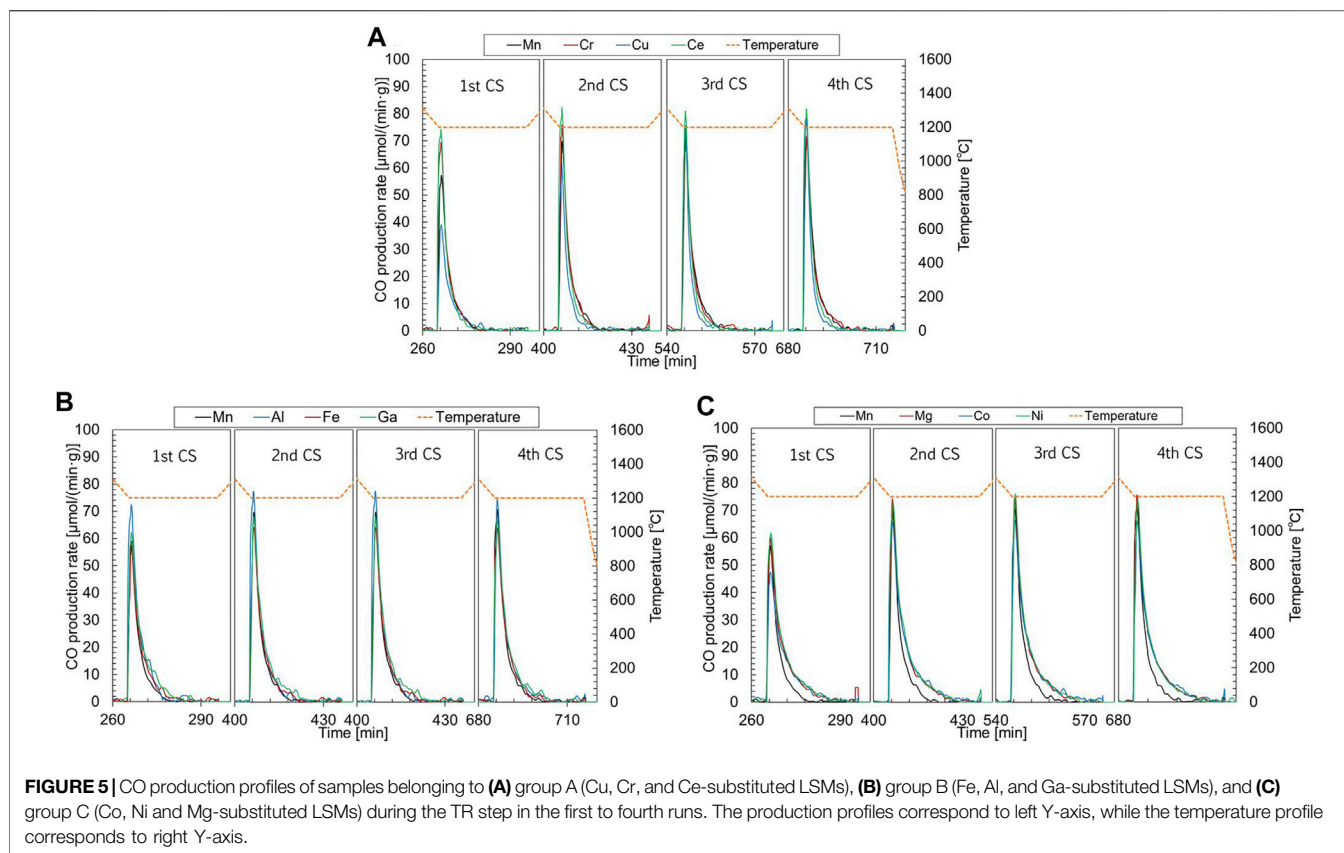 A
Mn Cr Cu Ce Temperature
100 90 80 70 60 50 40 30 20 10 0
CO production rate [µmol/(min·g)]
1st CS 2nd CS 3rd CS 4th CS
1600 1400 1200 1000 800 600 400 200 0
Temperature [℃]
260 290 400 430 540 570 680 710
Time [min]
B
Mn Al Fe Ga Temperature
100 90 80 70 60 50 40 30 20 10 0
CO production rate [µmol/(min·g)]
1st CS 2nd CS 3rd CS 4th CS
1600 1400 1200 1000 800 600 400 200 0
Temperature [℃]
260 290 400 430 400 430 680 710
Time [min]
C
Mn Mg Co Ni Temperature
100 90 80 70 60 50 40 30 20 10 0
CO production rate [µmol/(min·g)]
1st CS 2nd CS 3rd CS 4th CS
1600 1400 1200 1000 800 600 400 200 0
Temperature [℃]
260 290 400 430 540 570 680 710
Time [min]
FIGURE 5 | CO production profiles of samples belonging to (A) group A (Cu, Cr, and Ce-substituted LSMs), (B) group B (Fe, Al, and Ga-substituted LSMs), and (C)
group C (Co, Ni and Mg-substituted LSMs) during the TR step in the first to fourth runs. The production profiles correspond to left Y-axis, while the temperature profile
corresponds to right Y-axis.